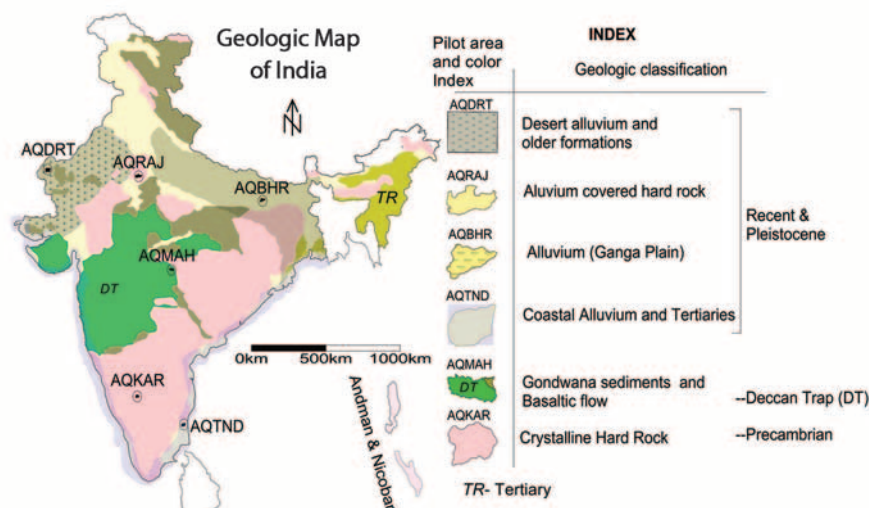 Geologic Map
of India
N
AQDRT
AQRAJ
AQBHR
TR
AQMAH
DT
0km 500km 1000km
AQKAR
AQTND
Andman & Nicobar
INDEX
Pilot area
and color
Index
Geologic classification
AQDRT
Desert alluvium and
older formations
AQRAJ
Aluvium covered hard rock
AQBHR
Alluvium (Ganga Plain)
Recent &
Pleistocene
AQTND
Coastal Alluvium and Tertiaries
AQMAH
DT
Gondwana sediments and
Basaltic flow
--Deccan Trap (DT)
AQKAR
Crystalline Hard Rock
--Precambrian
TR- Tertiary